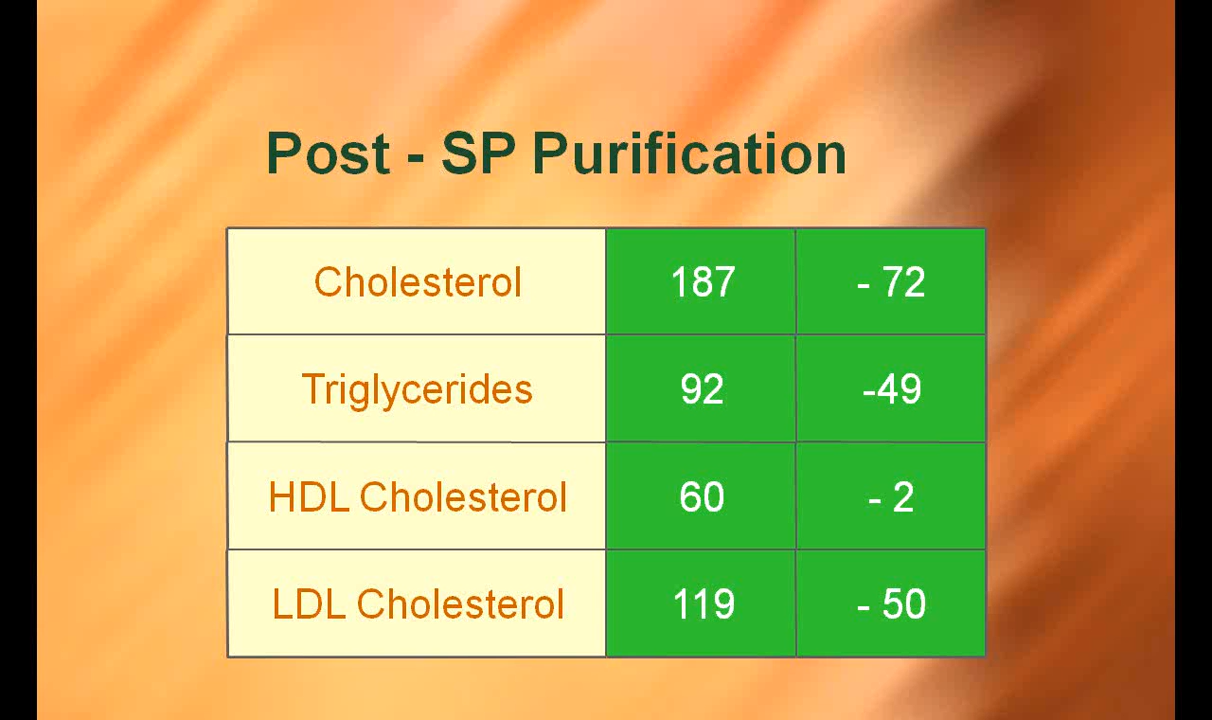 Post - SP Purification
Cholesterol 187 - 72
Triglycerides 92 -49
HDL Cholesterol 60 - 2
LDL Cholesterol 119 - 50